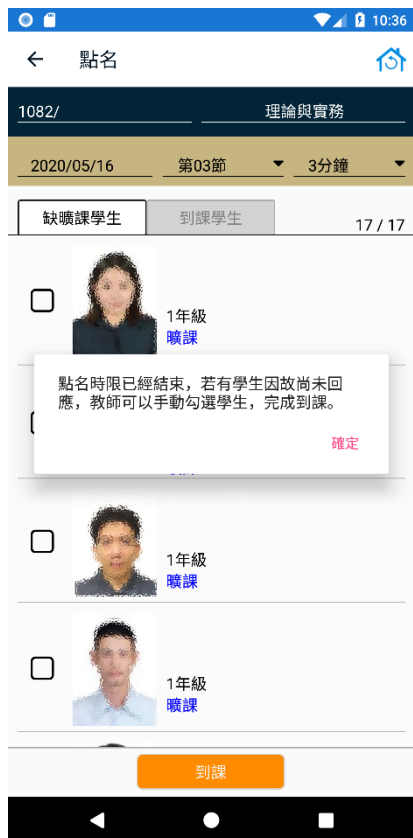 10:36
點名
1082/
理論與實務
2020/05/16 第03節 3分鐘
缺曠課學生 到課學生 17 / 17
1年級
曠課
點名時限已經結束，若有學生因故尚未回
應，教師可以手動勾選學生，完成到課。
確定
1年級
曠課
1年級
曠課
到課